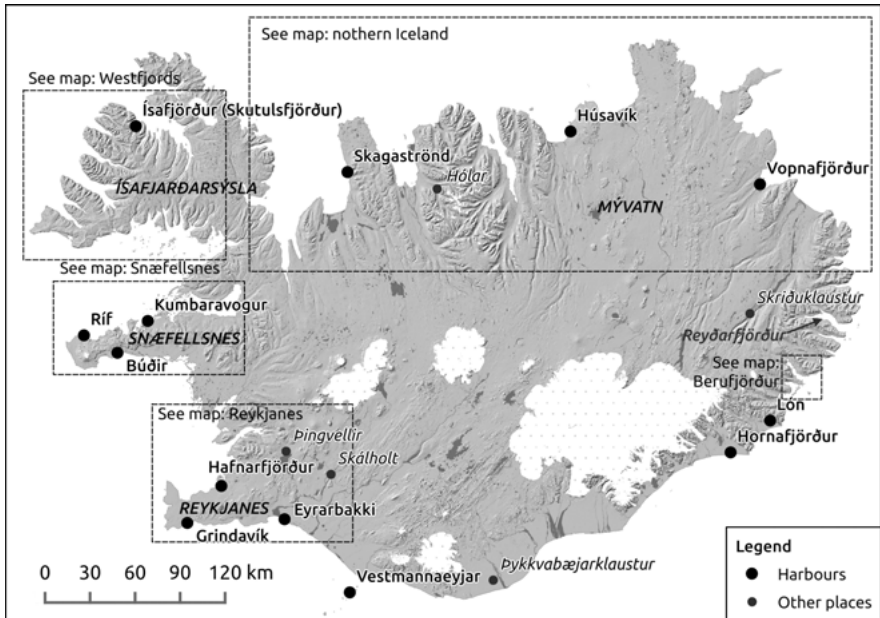 See map: nothern Iceland
See map: Westfjords
Ísafjörður (Skutulsfjörður)
Húsavík
Skagaströnd
Hólar
Vopnafjörður
ÍSAFJARÐARSÝSLA
MÝVATN
See map: Snæfellsnes
Kumbaravogur
Ríf
SNÆFELLSNES
Búðir
Skriðuklaustur
Reyðarfjörður
See map:
Berufjörður
Lón
Hornafjörður
See map: Reykjanes
Þingvellir
Skálholt
Hafnarfjörður
REYKJANES
Eyrarbakki
Grindavík
Vestmannaeyjar
Þykkvabæjarklaustur
0 30 60 90 120 km
Legend
Harbours
Other places